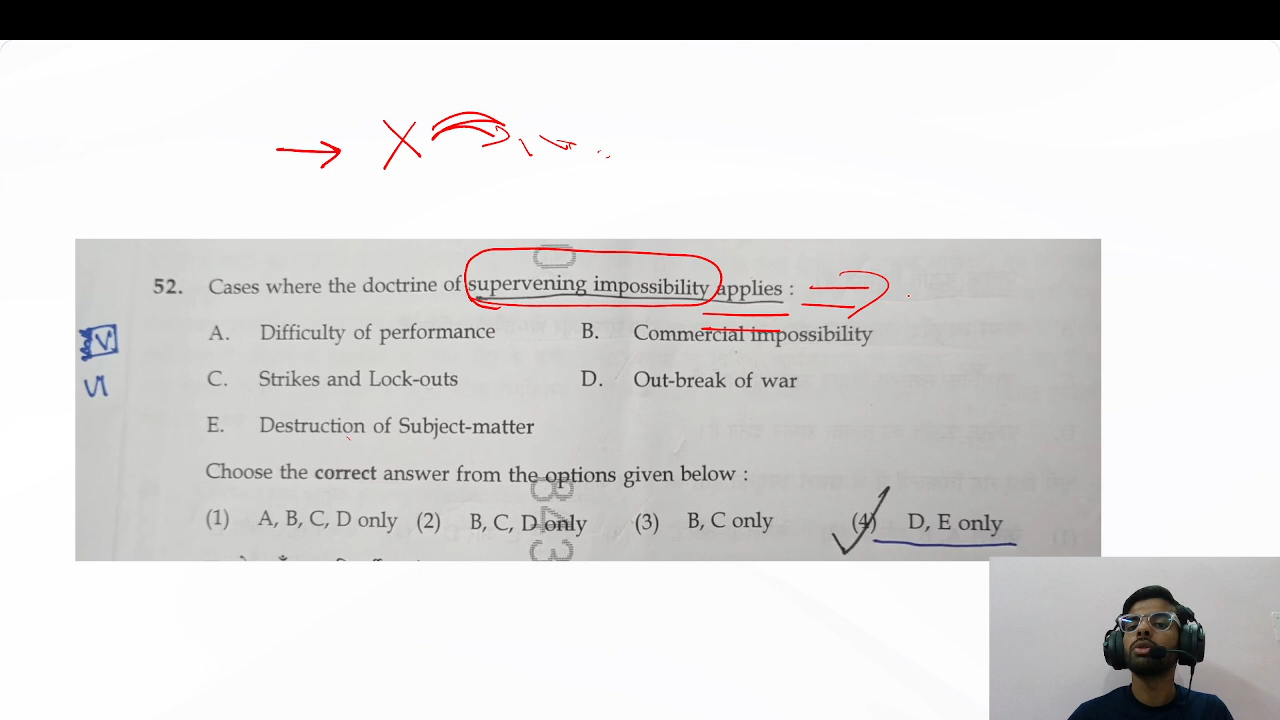 X
52. Cases where the doctrine of supervening impossibility applies :
A. Difficulty of performance B. Commercial impossibility
C. Strikes and Lock-outs D. Out-break of war
E. Destruction of Subject-matter
Choose the correct answer from the options given below :
(1) A, B, C, D only (2) B, C, D only (3) B, C only (4) D, E only